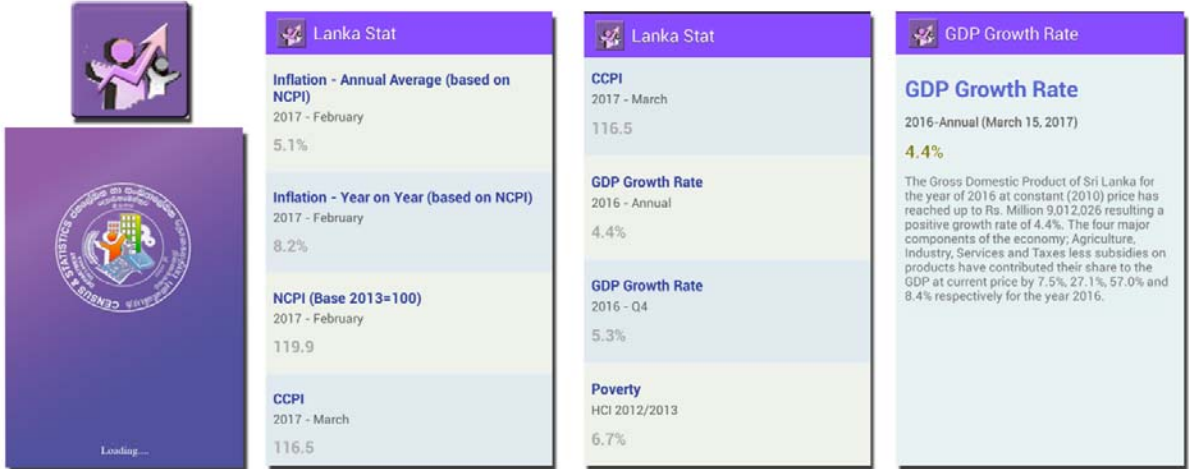 CENSUS & STATISTICS
Loading....
Lanka Stat
Inflation - Annual Average (based on
NCPI)
2017 - February
5.1%
Inflation - Year on Year (based on NCPI)
2017 - February
8.2%
NCPI (Base 2013=100)
2017 - February
119.9
CCPI
2017 - March
116.5
Lanka Stat
CCPI
2017 - March
116.5
GDP Growth Rate
2016 - Annual
4.4%
GDP Growth Rate
2016 - Q4
5.3%
Poverty
HCI 2012/2013
6.7%
GDP Growth Rate
GDP Growth Rate
2016-Annual (March 15, 2017)
4.4%
The Gross Domestic Product of Sri Lanka for
the year of 2016 at constant (2010) price has
reached up to Rs. Million 9,012,026 resulting a
positive growth rate of 4.4%. The four major
components of the economy; Agriculture,
Industry, Services and Taxes less subsidies on
products have contributed their share to the
GDP at current price by 7.5%, 27.1%, 57.0% and
8.4% respectively for the year 2016.